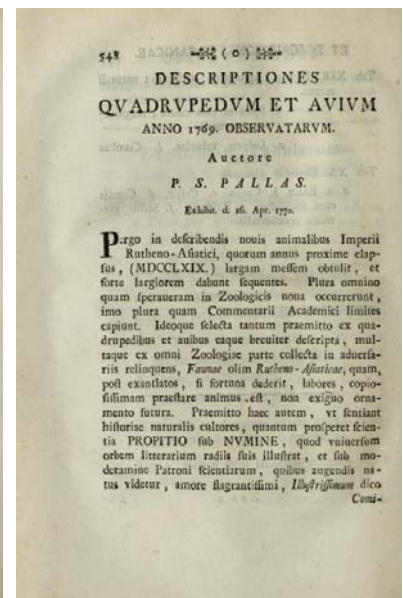 548 ( o )
DESCRIPTIONES
QVADRVPEDVM ET AVIVM
ANNO 1769. OBSERVATARVM.
Auctore
P. S. PALLAS.
Exhibit. d. 16. Apr. 1770.
Pergo in deſcribendis nouis animalibus Imperii
Rutheno-Aſiatici, quorum annus proxime elap-
ſus, (MDCCLXIX.) largam meſſem obtulit, et
forte largiorem dabunt ſequentes. Plura omnino
quam ſperaueram in Zoologicis noua occurrerunt,
imo plura quam Commentarii Academici limites
capiunt. Ideoque ſelecta tantum praemitto ex qua-
drupedibus et auibus eaque breuiter deſcripta, mul-
taque ex omni Zoologiae parte collecta in aduerſa-
riis relinquens, Faunae olim Rutheno-Aſiaticae, quam,
poſt exantlatos, ſi fortuna dederit, labores, copio-
ſiſſimam praeſtare animus eſt, non exiguo orna-
mento futura. Praemitto haec autem, vt ſentiant
hiſtoriae naturalis cultores, quantum proſperet ſcien-
tia PROPITIO ſub NVMINE, quod vniuerſum
orbem litterarium radiis ſuis illuſtrat, et ſub mo-
deramine Patroni ſcientiarum, quibus augendis na-
tus videtur, amore flagrantiſſimi, Illuſtriſſimum dico
Comi-